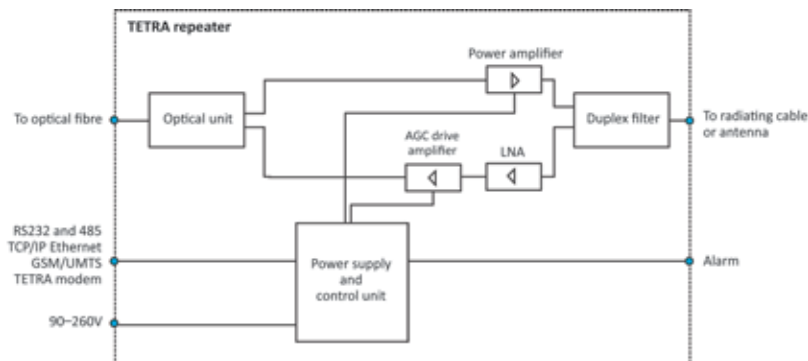 TETRA repeater
Power amplifier
To optical fibre
Optical unit
Duplex filter
To radiating cable
or antenna
AGC drive
amplifier
LNA
RS232 and 485
TCP/IP Ethernet
GSM/UMTS
TETRA modem
Power supply
and
control unit
Alarm
90–260V